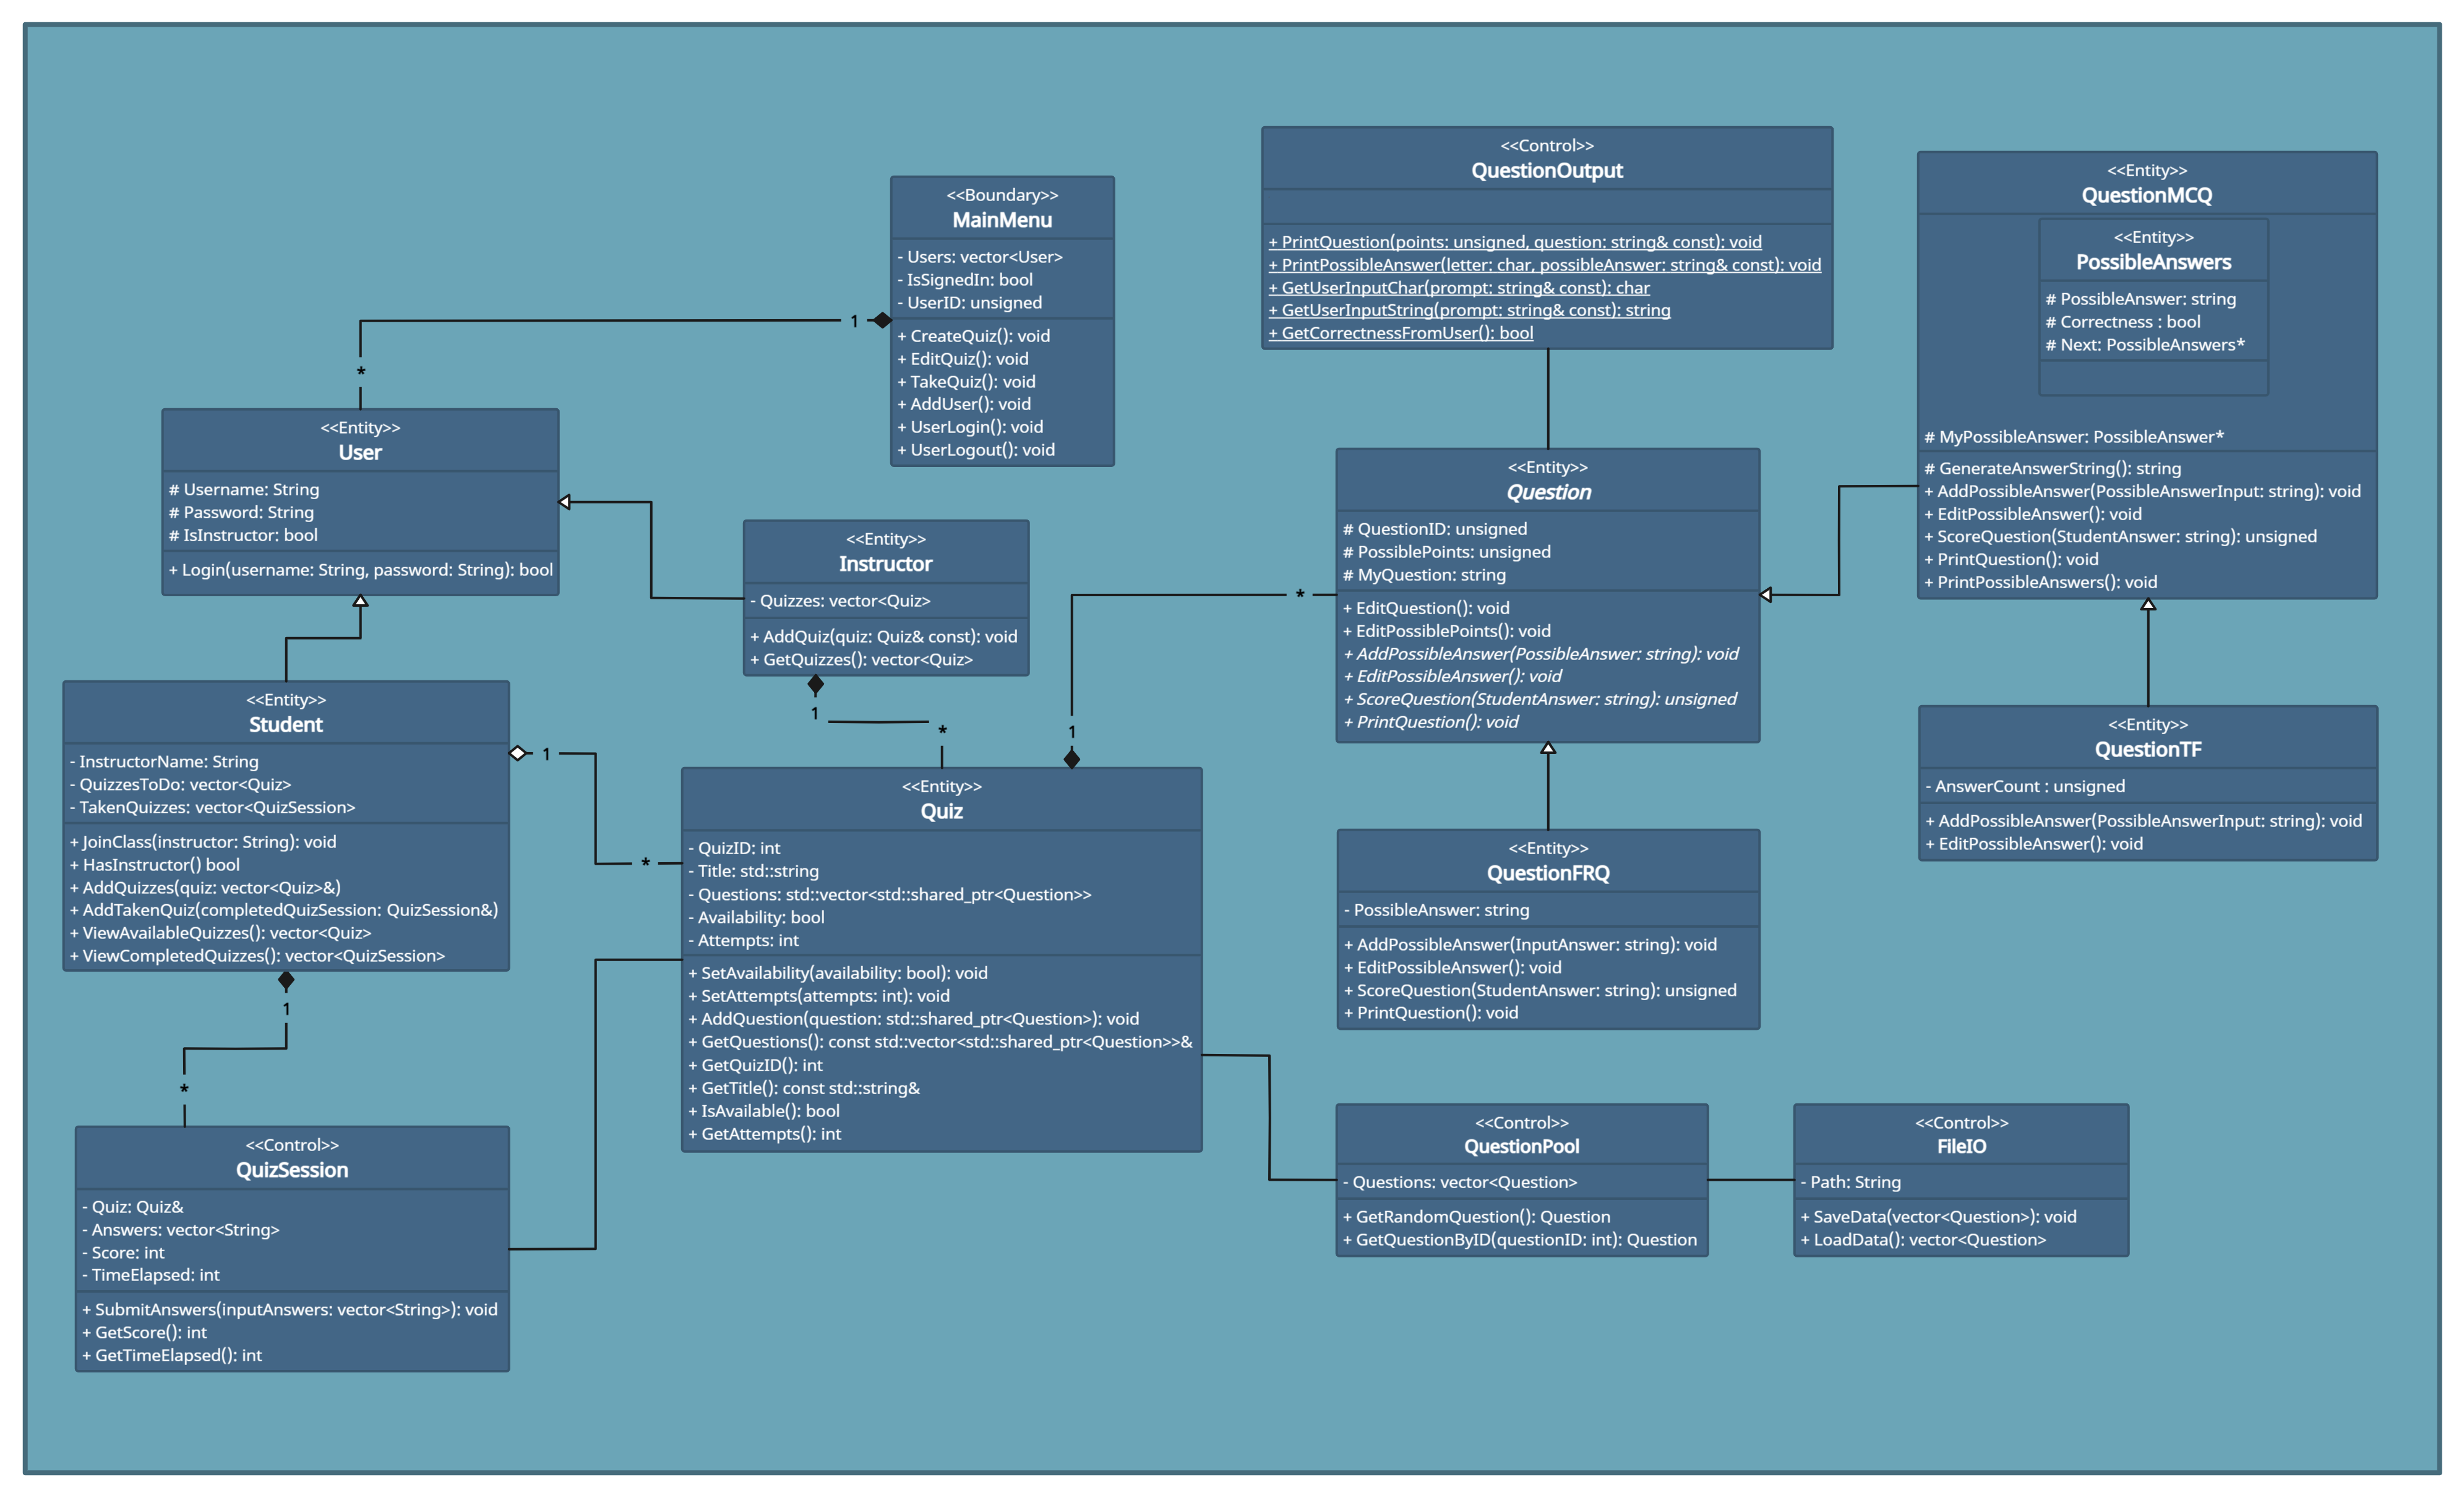 <<Boundary>>
MainMenu
- Users: vector<User>
- IsSignedIn: bool
- UserID: unsigned
+ CreateQuiz(): void
+ EditQuiz(): void
+ TakeQuiz(): void
+ AddUser(): void
+ UserLogin(): void
+ UserLogout(): void
1
*
<<Entity>>
User
# Username: String
# Password: String
# IsInstructor: bool
+ Login(username: String, password: String): bool
<<Entity>>
Instructor
- Quizzes: vector<Quiz>
+ AddQuiz(quiz: Quiz& const): void
+ GetQuizzes(): vector<Quiz>
1
*
<<Entity>>
Student
- InstructorName: String
- QuizzesToDo: vector<Quiz>
- TakenQuizzes: vector<QuizSession>
+ JoinClass(instructor: String): void
+ HasInstructor() bool
+ AddQuizzes(quiz: vector<Quiz>&)
+ AddTakenQuiz(completedQuizSession: QuizSession&)
+ ViewAvailableQuizzes(): vector<Quiz>
+ ViewCompletedQuizzes(): vector<QuizSession>
1
*
1
*
<<Control>>
QuizSession
- Quiz: Quiz&
- Answers: vector<String>
- Score: int
- TimeElapsed: int
+ SubmitAnswers(inputAnswers: vector<String>): void
+ GetScore(): int
+ GetTimeElapsed(): int
<<Entity>>
Quiz
- QuizID: int
- Title: std::string
- Questions: std::vector<std::shared_ptr<Question>>
- Availability: bool
- Attempts: int
+ SetAvailability(availability: bool): void
+ SetAttempts(attempts: int): void
+ AddQuestion(question: std::shared_ptr<Question>): void
+ GetQuestions(): const std::vector<std::shared_ptr<Question>>&
+ GetQuizID(): int
+ GetTitle(): const std::string&
+ IsAvailable(): bool
+ GetAttempts(): int
1
*
<<Control>>
QuestionOutput
+ PrintQuestion(points: unsigned, question: string& const): void
+ PrintPossibleAnswer(letter: char, possibleAnswer: string& const): void
+ GetUserInputChar(prompt: string& const): char
+ GetUserInputString(prompt: string& const): string
+ GetCorrectnessFromUser(): bool
<<Entity>>
Question
# QuestionID: unsigned
# PossiblePoints: unsigned
# MyQuestion: string
+ EditQuestion(): void
+ EditPossiblePoints(): void
+ AddPossibleAnswer(PossibleAnswer: string): void
+ EditPossibleAnswer(): void
+ ScoreQuestion(StudentAnswer: string): unsigned
+ PrintQuestion(): void
<<Entity>>
QuestionFRQ
- PossibleAnswer: string
+ AddPossibleAnswer(InputAnswer: string): void
+ EditPossibleAnswer(): void
+ ScoreQuestion(StudentAnswer: string): unsigned
+ PrintQuestion(): void
<<Entity>>
QuestionMCQ
<<Entity>>
PossibleAnswers
# PossibleAnswer: string
# Correctness : bool
# Next: PossibleAnswers*
# MyPossibleAnswer: PossibleAnswer*
# GenerateAnswerString(): string
+ AddPossibleAnswer(PossibleAnswerInput: string): void
+ EditPossibleAnswer(): void
+ ScoreQuestion(StudentAnswer: string): unsigned
+ PrintQuestion(): void
+ PrintPossibleAnswers(): void
<<Entity>>
QuestionTF
- AnswerCount : unsigned
+ AddPossibleAnswer(PossibleAnswerInput: string): void
+ EditPossibleAnswer(): void
<<Control>>
QuestionPool
- Questions: vector<Question>
+ GetRandomQuestion(): Question
+ GetQuestionByID(questionID: int): Question
<<Control>>
FileIO
- Path: String
+ SaveData(vector<Question>): void
+ LoadData(): vector<Question>